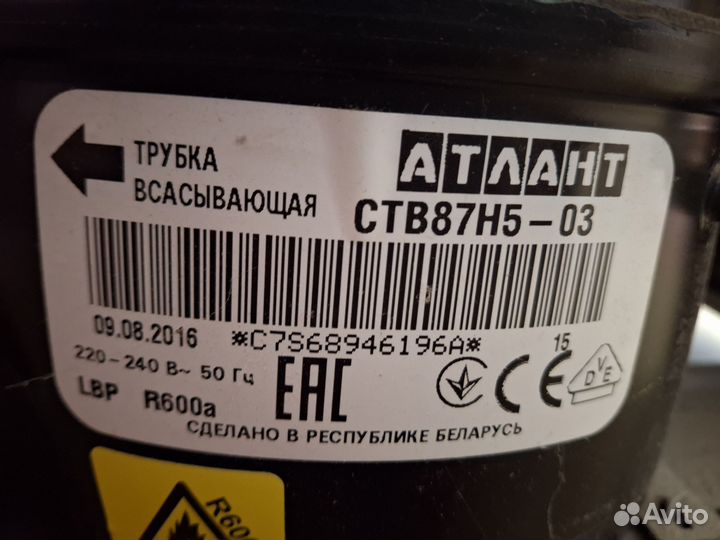 ТРУБКА
ВСАСЫВАЮЩАЯ
АТЛАНТ
СТВ87Н5-03
09.08.2016 *C7S68946196A* 15
220-240 В~ 50 Гц
LBP R600a
EAC CE DVE
СДЕЛАНО В РЕСПУБЛИКЕ БЕЛАРУСЬ
Avito